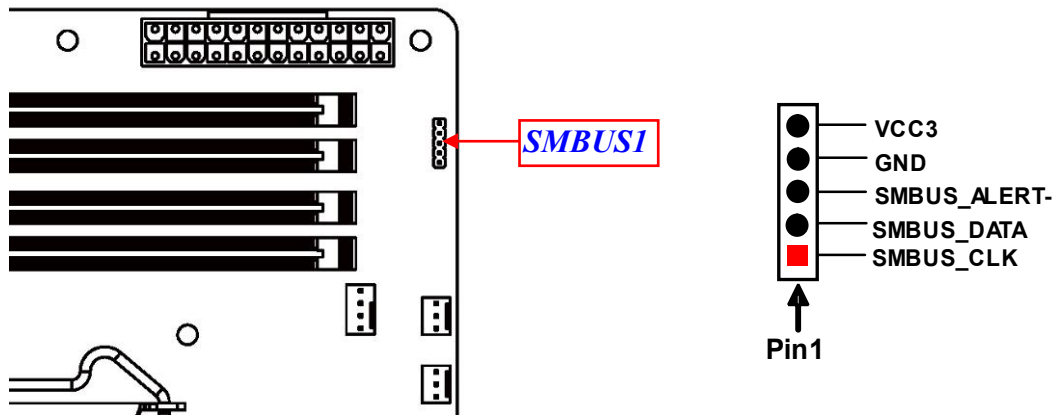 SMBUS1
VCC3
GND
SMBUS_ALERT-
SMBUS_DATA
SMBUS_CLK
Pin1